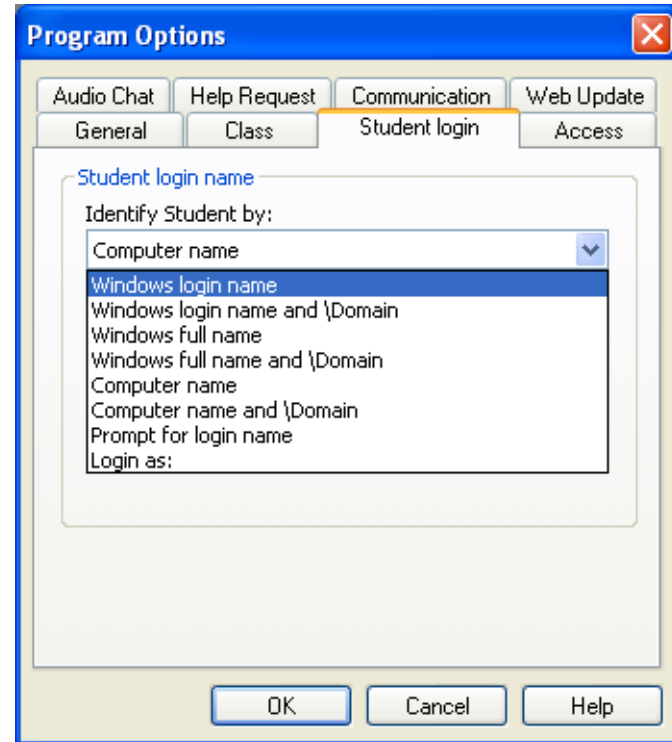 Program Options
Audio Chat Help Request Communication Web Update
General Class Student login Access
Student login name
Identify Student by:
Computer name
Windows login name
Windows login name and \Domain
Windows full name
Windows full name and \Domain
Computer name
Computer name and \Domain
Prompt for login name
Login as:
OK Cancel Help